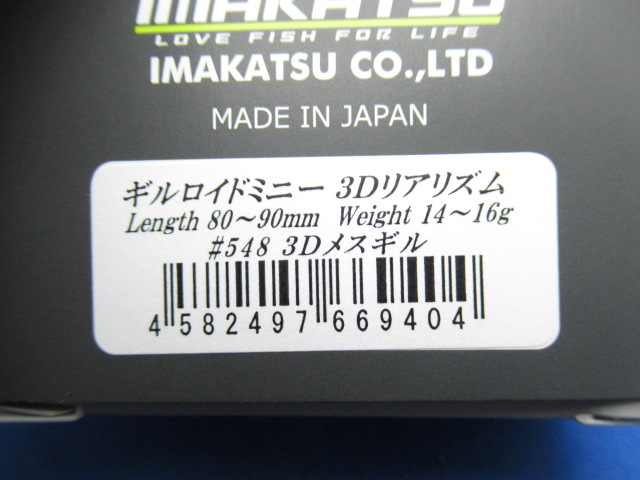 IMAKATSU
LOVE FISH FOR LIFE
IMAKATSU CO.,LTD
MADE IN JAPAN
ギルロイドミニー 3Dリアリズム
Length 80～90mm Weight 14～16g
#548 3Dメスギル
4 582497 669404